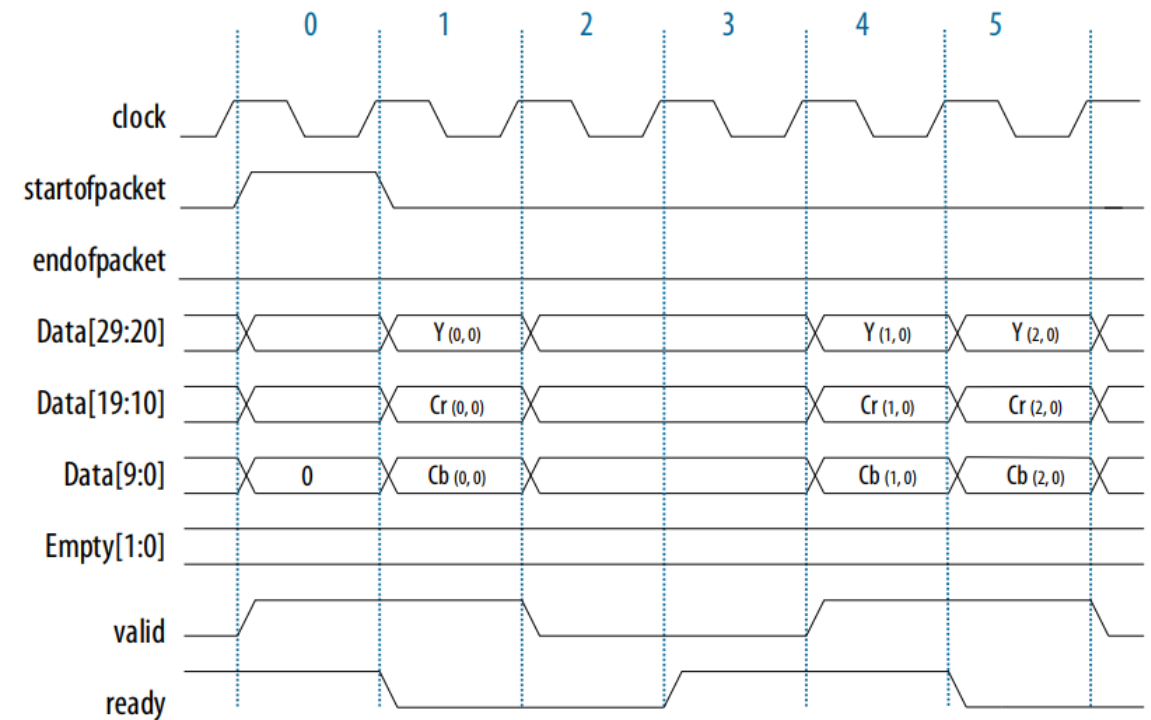 0 1 2 3 4 5
clock
startofpacket
endofpacket
Data[29:20] Y (0, 0) Y (1, 0) Y (2, 0)
Data[19:10] Cr (0, 0) Cr (1, 0) Cr (2, 0)
Data[9:0] 0 Cb (0, 0) Cb (1, 0) Cb (2, 0)
Empty[1:0]
valid
ready